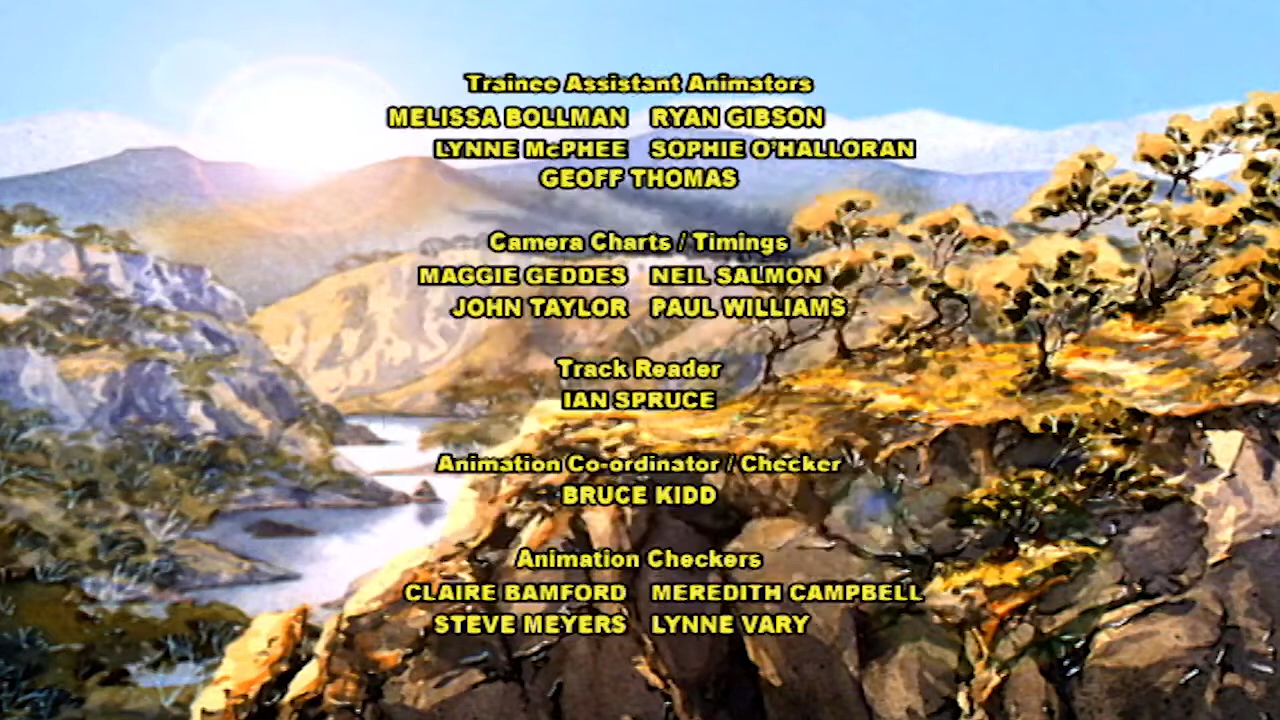 Trainee Assistant Animators
MELISSA BOLLMAN RYAN GIBSON
LYNNE McPHEE SOPHIE O'HALLORAN
GEOFF THOMAS
Camera Charts / Timings
MAGGIE GEDDES NEIL SALMON
JOHN TAYLOR PAUL WILLIAMS
Track Reader
IAN SPRUCE
Animation Co-ordinator / Checker
BRUCE KIDD
Animation Checkers
CLAIRE BAMFORD MEREDITH CAMPBELL
STEVE MEYERS LYNNE VARY